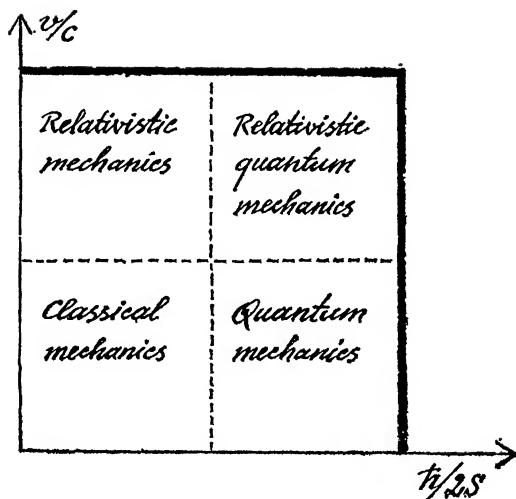 v/c
Relativistic
mechanics
Relativistic
quantum
mechanics
Classical
mechanics
Quantum
mechanics
ħ/2S